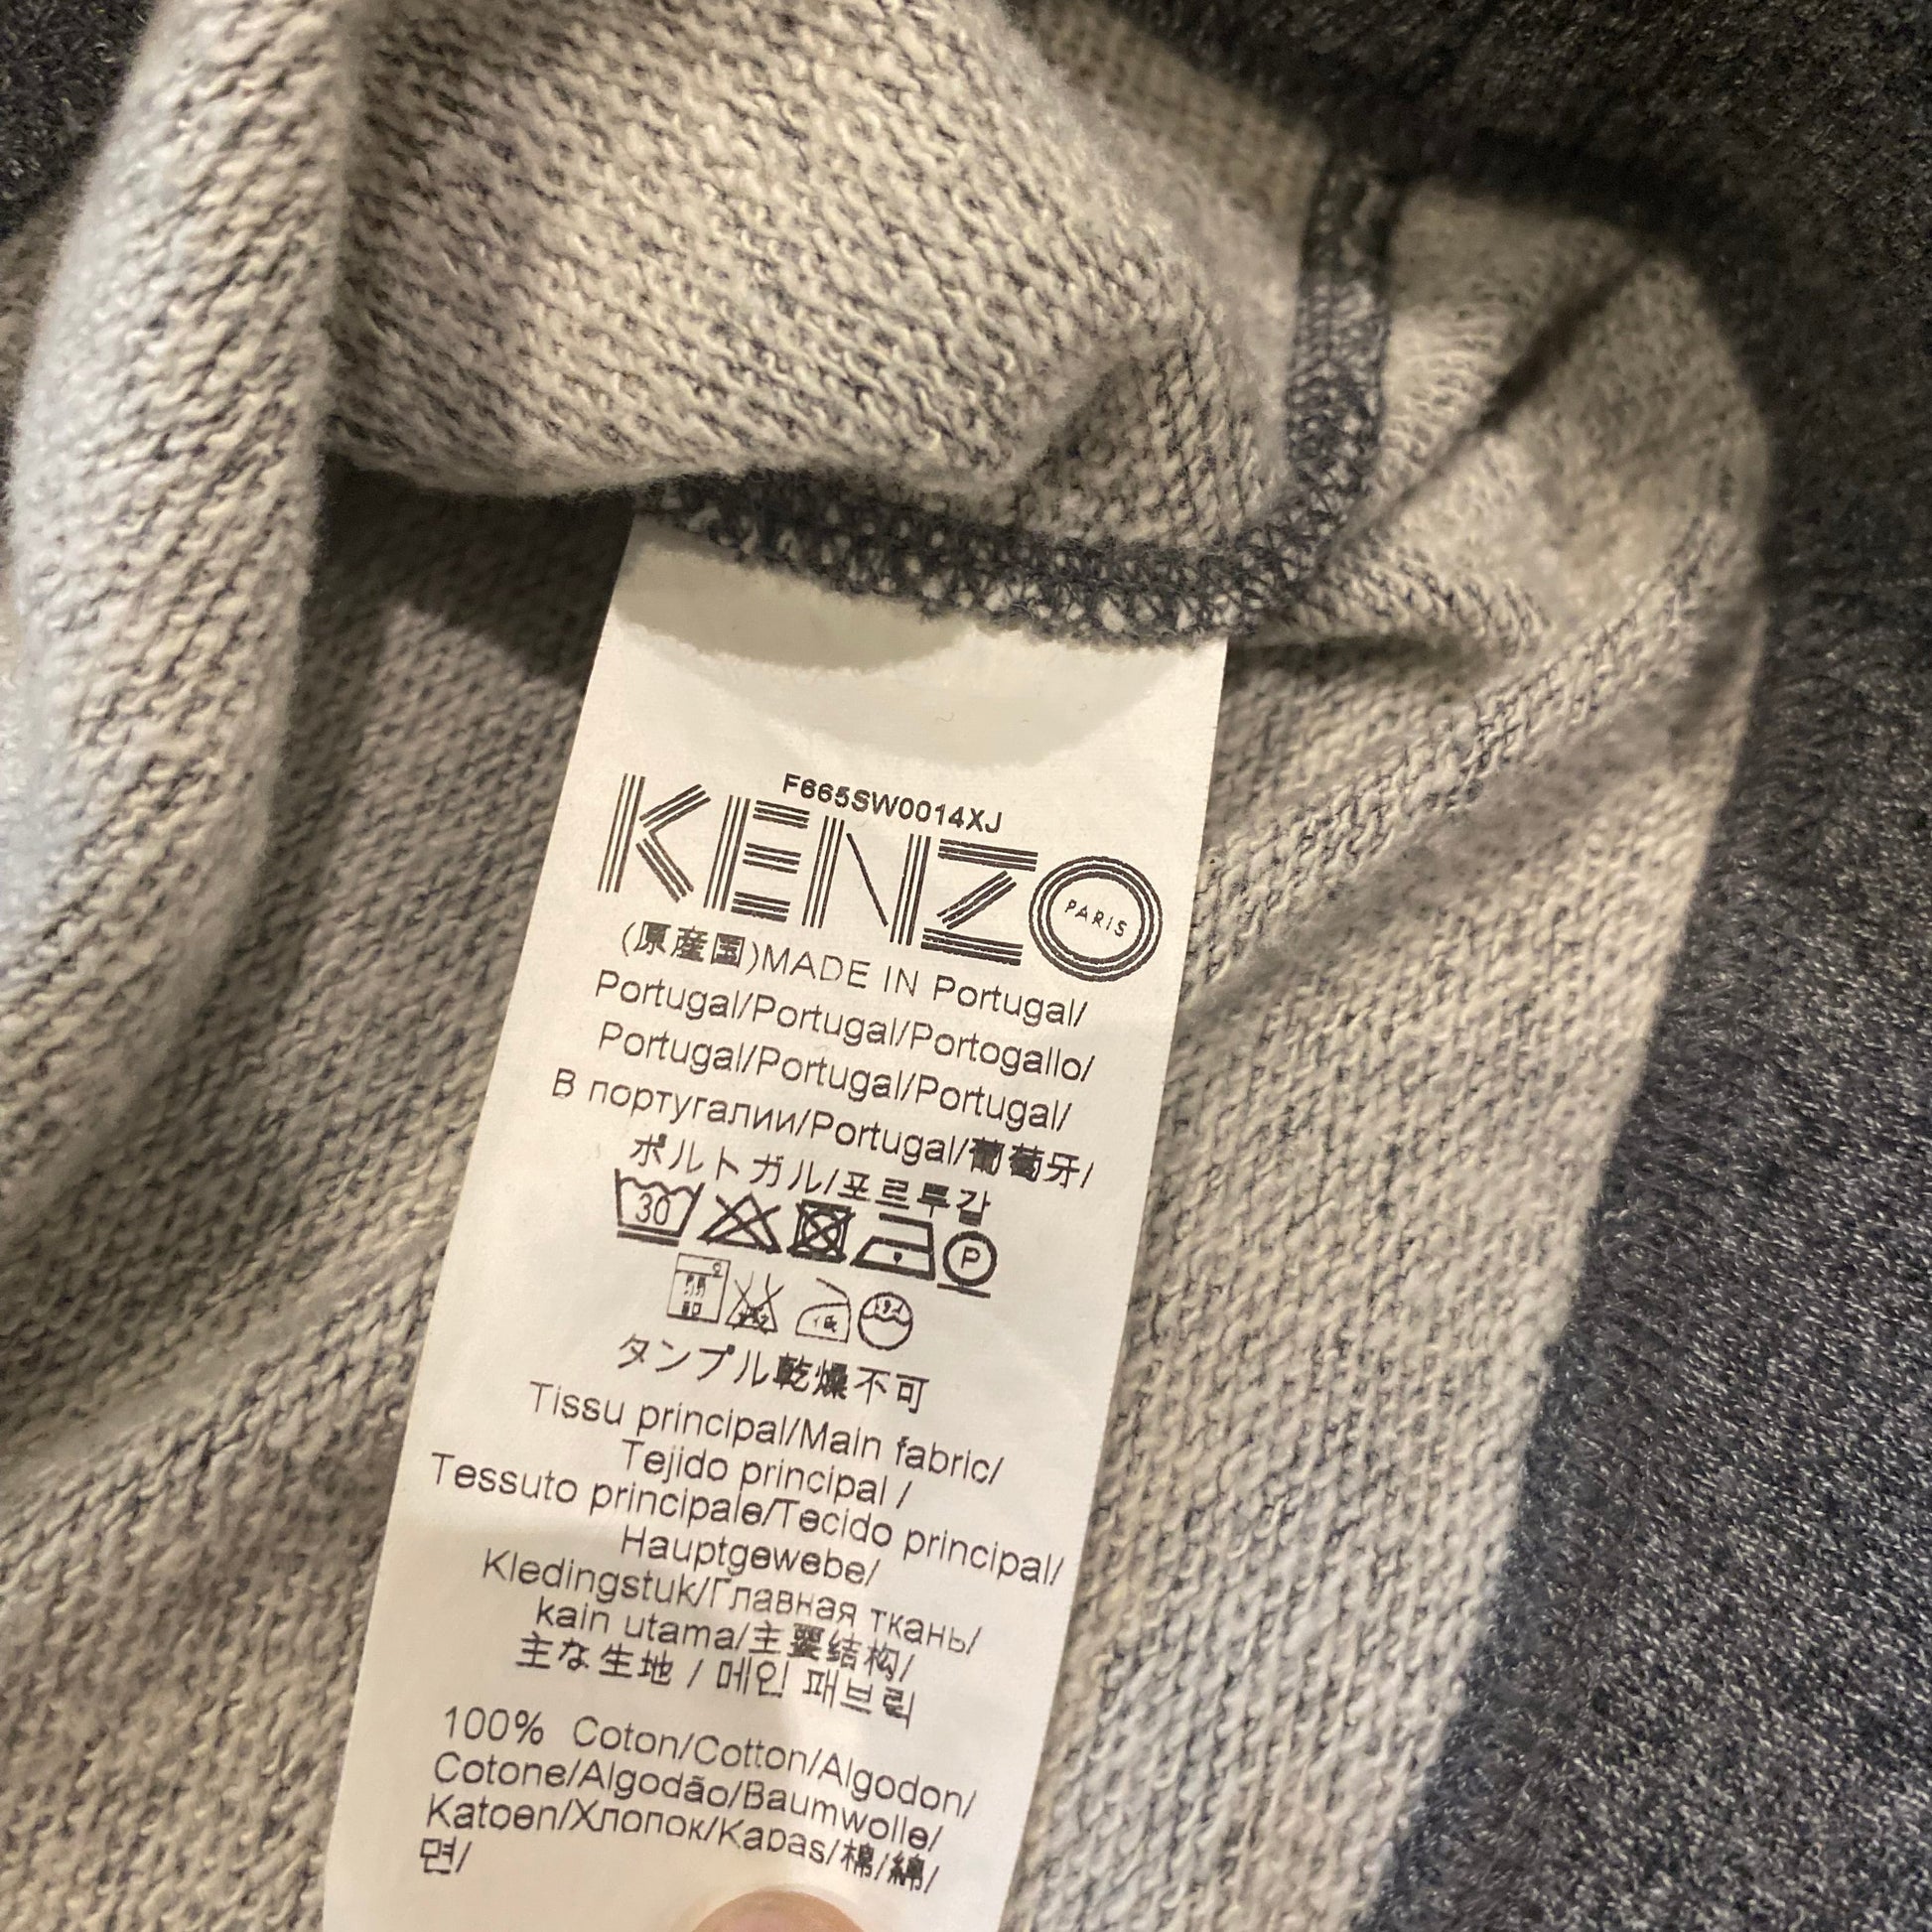 F665SW0014XJ
KENZO
PARIS
(原産国)MADE IN Portugal/
Portugal/Portugal/Portogallo/
Portugal/Portugal/Portugal/
В португалии/Portugal/葡萄牙/
ポルトガル/포르투갈
30
P
タンブル乾燥不可
Tissu principal/Main fabric/
Tejido principal /
Tessuto principale/Tecido principal/
Hauptgewebe/
Kledingstuk/Главная ткань/
kain utama/主要结构/
主な生地 / 메인 패브릭
100% Coton/Cotton/Algodon/
Cotone/Algodão/Baumwolle/
Katoen/Хлопок/Kapas/棉/綿/
면/